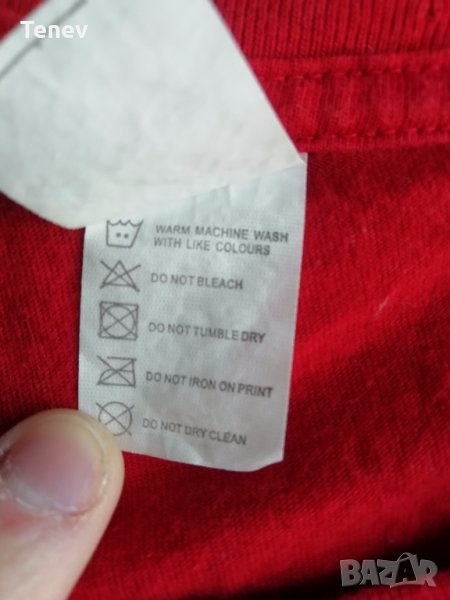 Tenev
WARM MACHINE WASH
WITH LIKE COLOURS
DO NOT BLEACH
DO NOT TUMBLE DRY
DO NOT IRON ON PRINT
DO NOT DRY CLEAN
BAZAR